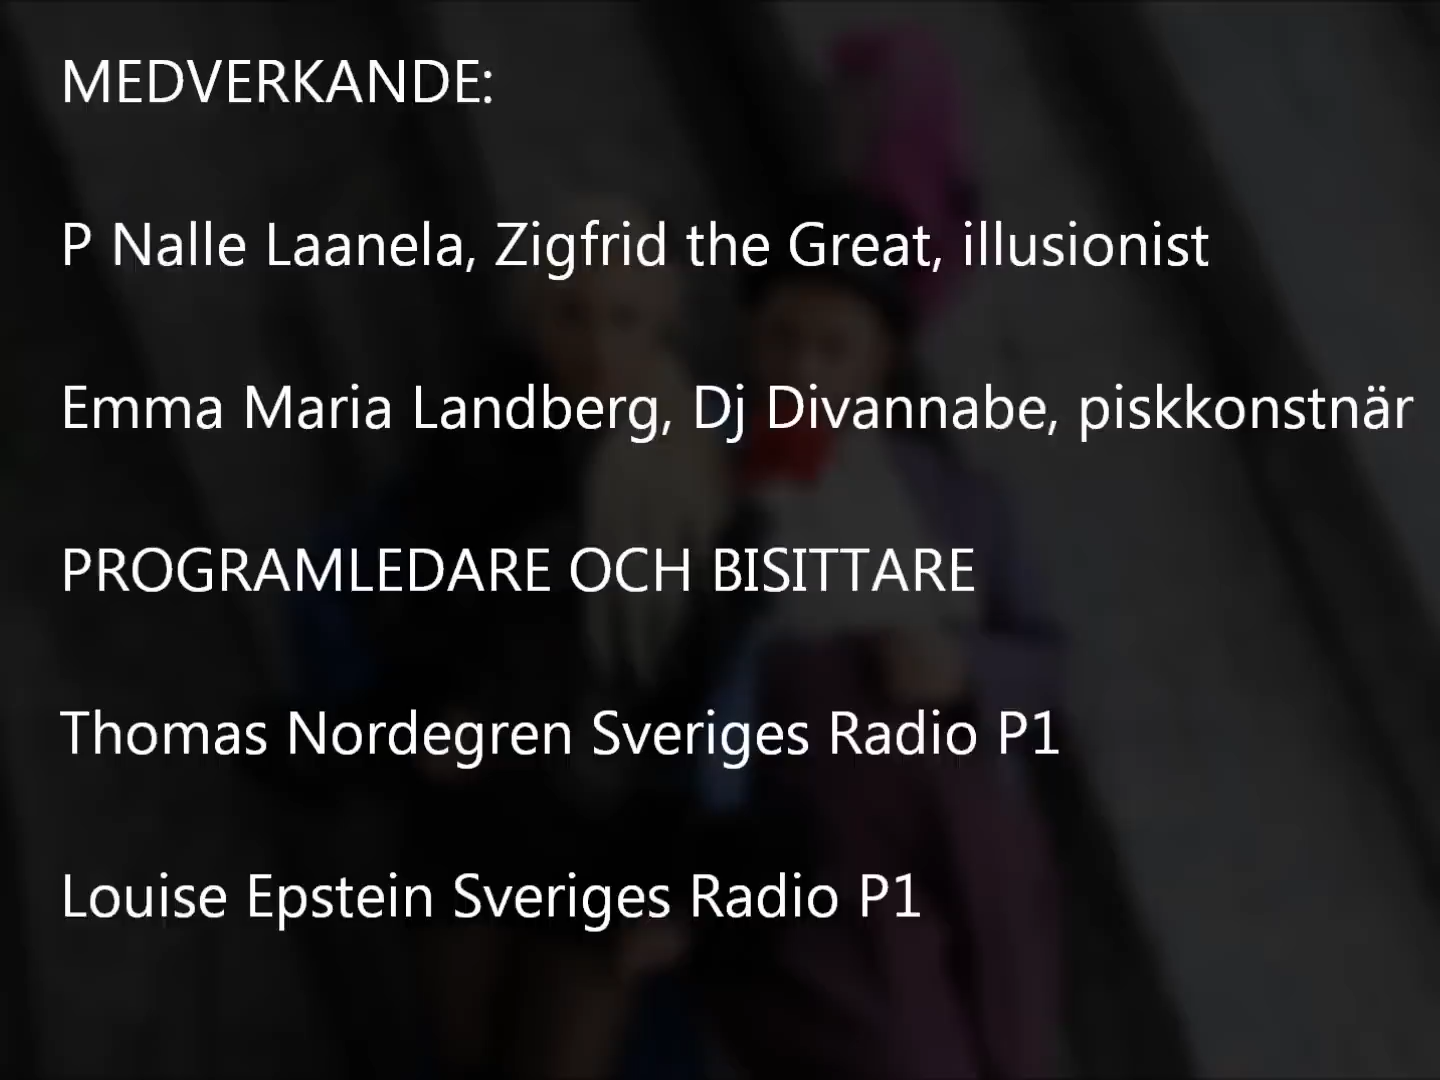 MEDVERKANDE:
P Nalle Laanela, Zigfrid the Great, illusionist
Emma Maria Landberg, Dj Divannabe, piskkonstnär
PROGRAMLEDARE OCH BISITTARE
Thomas Nordegren Sveriges Radio P1
Louise Epstein Sveriges Radio P1